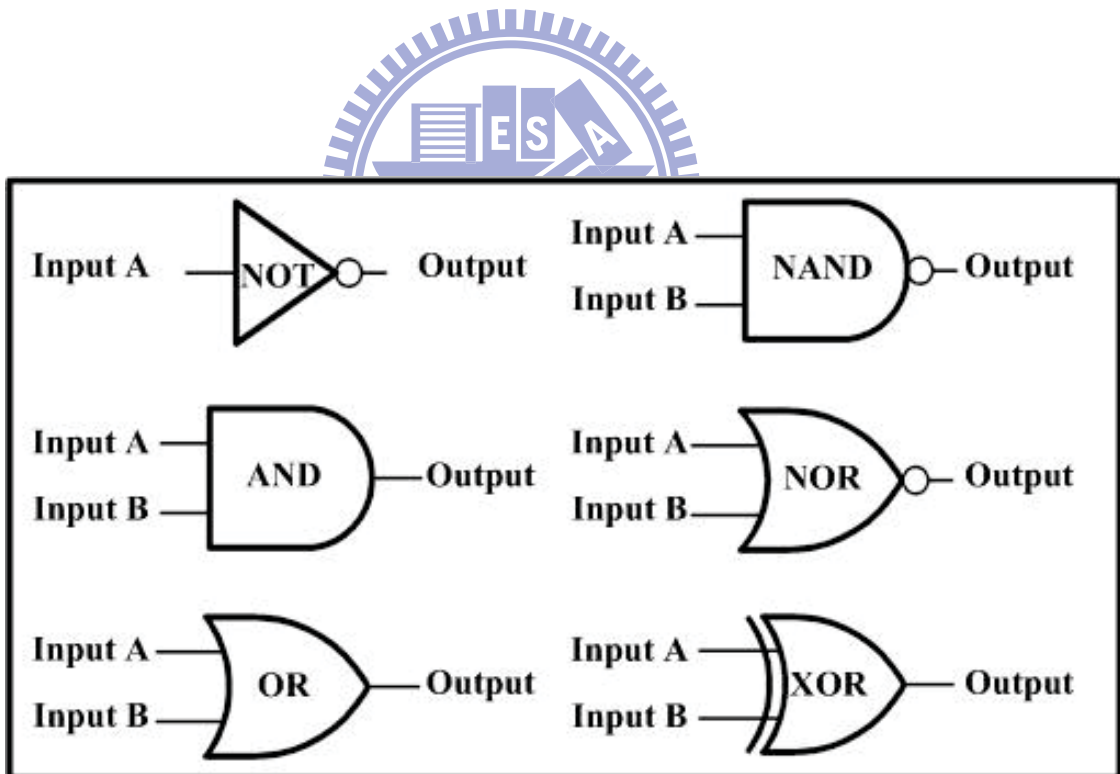 E S A
Input A
NOT
Output
Input A
Input B
NAND
Output
Input A
Input B
AND
Output
Input A
Input B
NOR
Output
Input A
Input B
OR
Output
Input A
Input B
XOR
Output